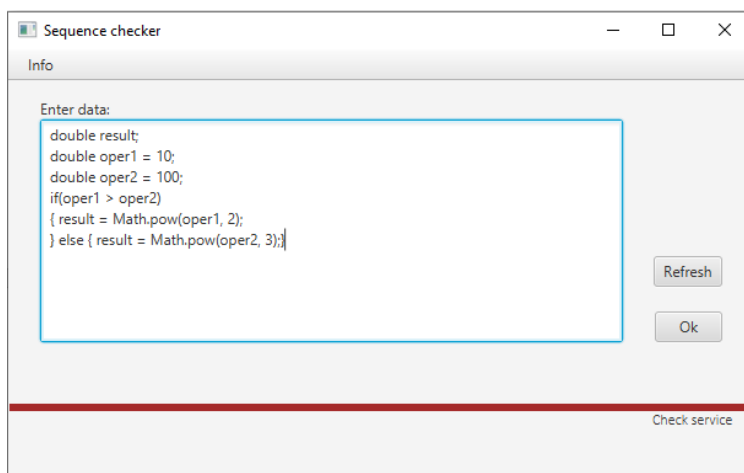 Sequence checker
Info
Enter data:
double result;
double oper1 = 10;
double oper2 = 100;
if(oper1 > oper2)
{ result = Math.pow(oper1, 2);
} else { result = Math.pow(oper2, 3);}
Refresh
Ok
Check service